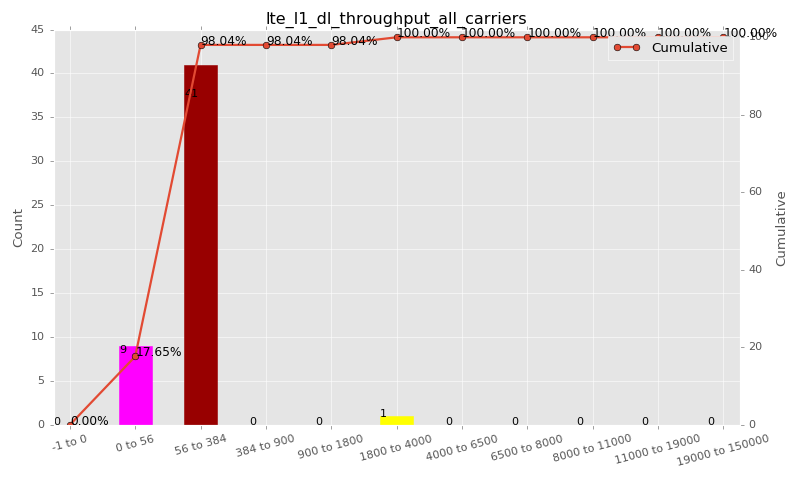 lte_l1_dl_throughput_all_carriers
Count
45
40
35
30
25
20
15
10
5
0
100
80
60
40
20
0
Cumulative
Cumulative
0
9
41
0
0
1
0
0
0
0
0
0.00%
17.65%
98.04%
98.04%
98.04%
100.00%
100.00%
100.00%
100.00%
100.00%
100.00%
-1 to 0
0 to 56
56 to 384
384 to 900
900 to 1800
1800 to 4000
4000 to 6500
6500 to 8000
8000 to 11000
11000 to 19000
19000 to 150000